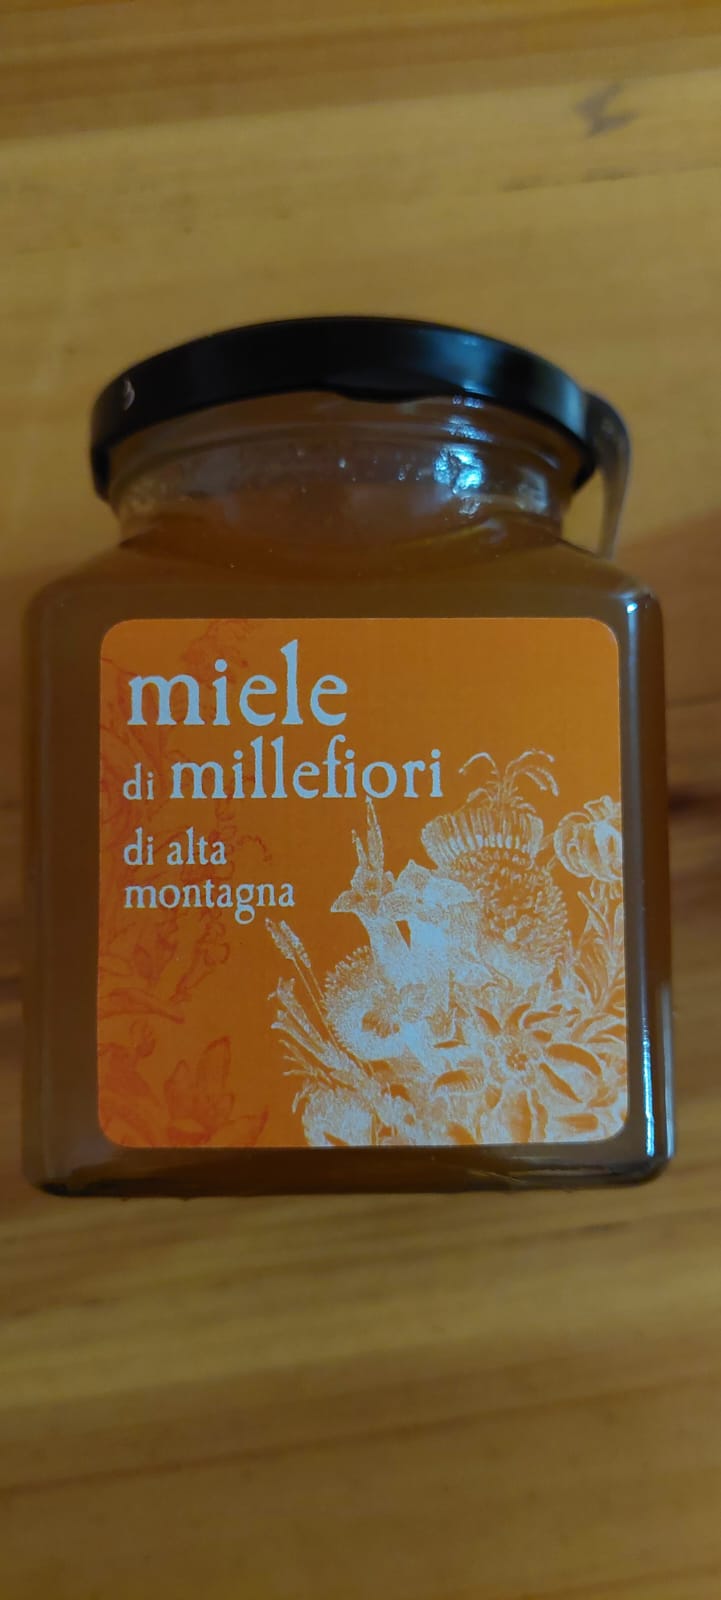 miele
di millefiori
di alta
montagna